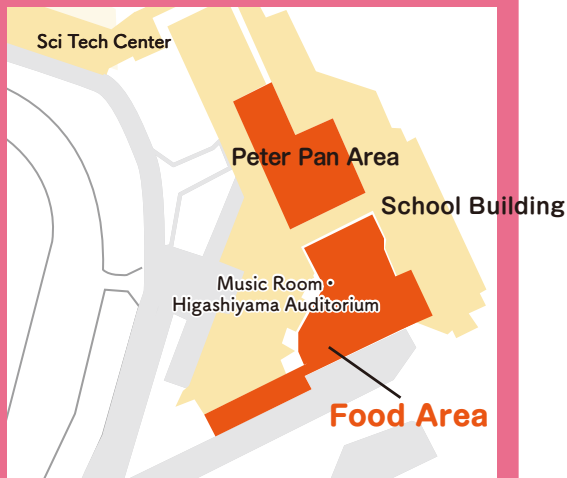 Sci Tech Center
Peter Pan Area
School Building
Music Room・
Higashiyama Auditorium
Food Area